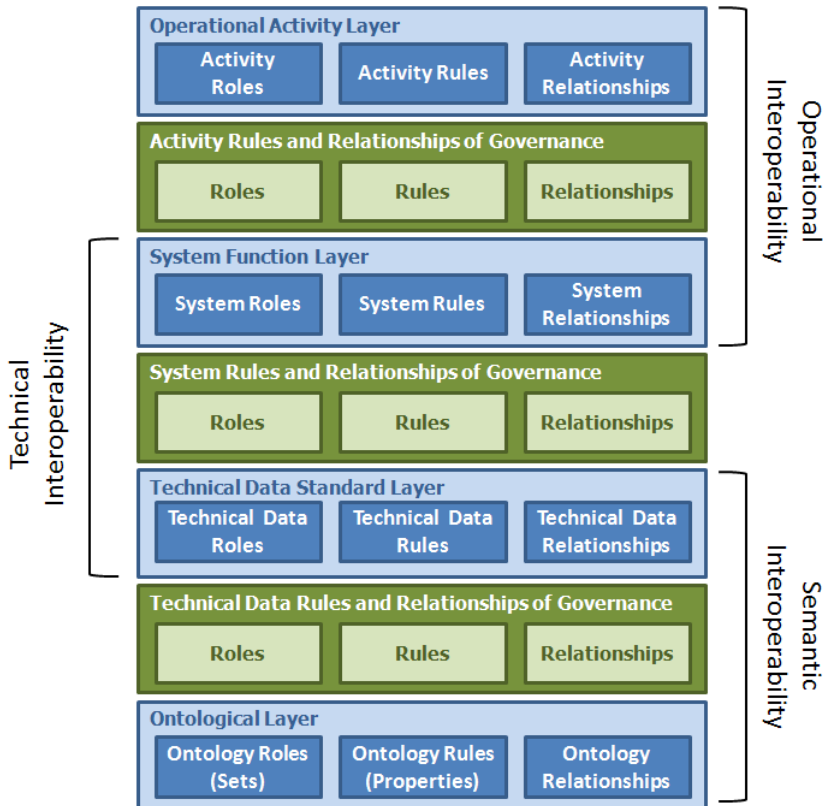 Operational Activity Layer
Activity
Roles
Activity Rules
Activity
Relationships
Activity Rules and Relationships of Governance
Roles
Rules
Relationships
Operational
Interoperability
System Function Layer
System Roles
System Rules
System
Relationships
System Rules and Relationships of Governance
Roles
Rules
Relationships
Technical
Interoperability
Technical Data Standard Layer
Technical Data
Roles
Technical Data
Rules
Technical Data
Relationships
Technical Data Rules and Relationships of Governance
Roles
Rules
Relationships
Semantic
Interoperability
Ontological Layer
Ontology Roles
(Sets)
Ontology Rules
(Properties)
Ontology
Relationships